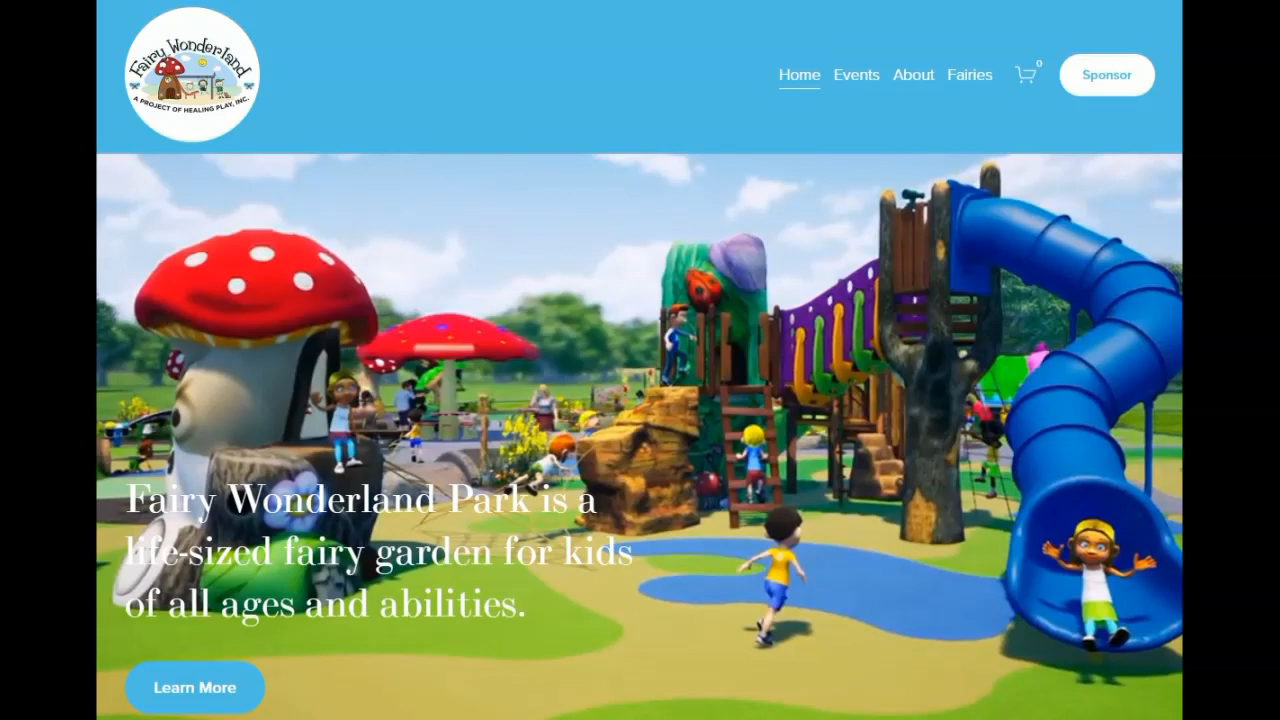 Fairy Wonderland
A PROJECT OF HEALING PLAY, INC.
Home Events About Fairies 0 Sponsor
Fairy Wonderland Park is a
life-sized fairy garden for kids
of all ages and abilities.
Learn More